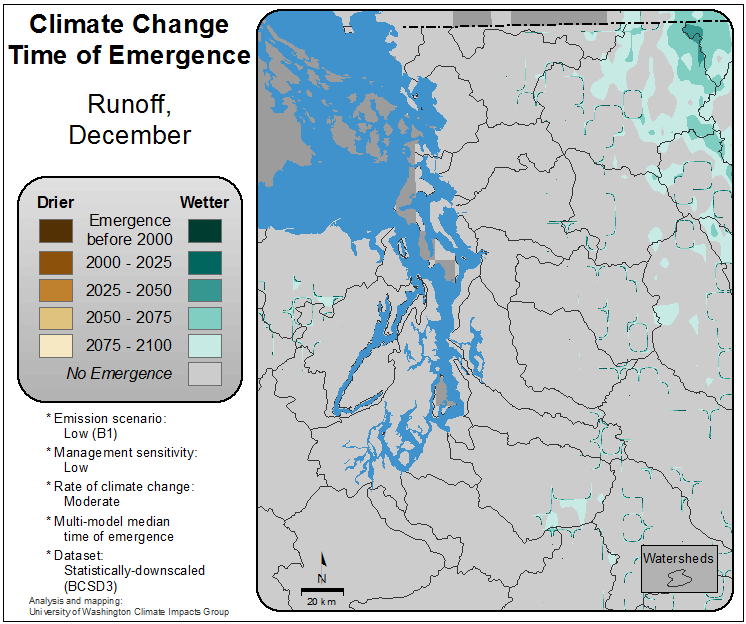 Climate Change
Time of Emergence
Runoff,
December
Drier
Wetter
Emergence
before 2000
2000 - 2025
2025 - 2050
2050 - 2075
2075 - 2100
No Emergence
* Emission scenario:
Low (B1)
* Management sensitivity:
Low
* Rate of climate change:
Moderate
* Multi-model median
time of emergence
* Dataset:
Statistically-downscaled
(BCSD3)
Analysis and mapping:
University of Washington Climate Impacts Group
N
20 km
Watersheds